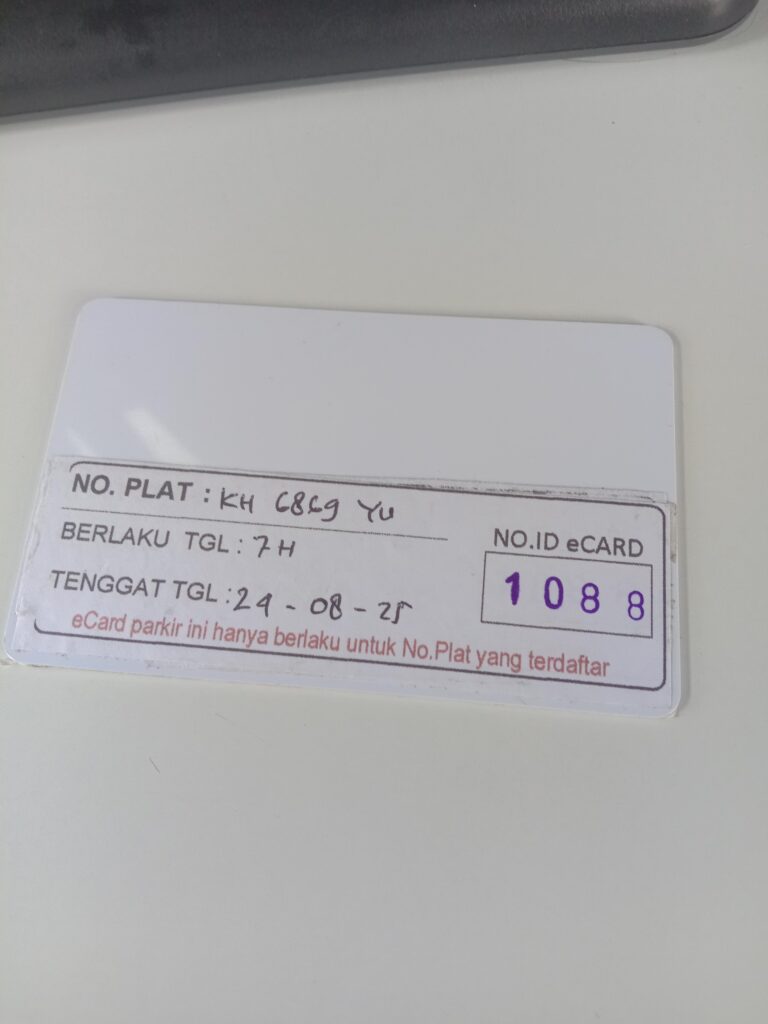 NO. PLAT : KH 6869 YU
BERLAKU TGL : 7H
TENGGAT TGL : 29 - 08 - 25
eCard parkir ini hanya berlaku untuk No.Plat yang terdaftar
NO.ID eCARD
1088